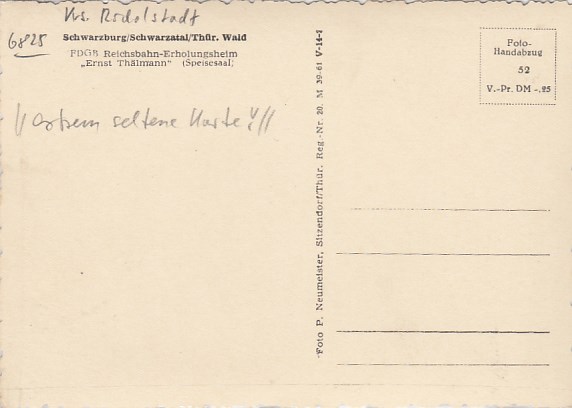 Krs. Rudolstadt
6825
Schwarzburg/Schwarzatal/Thür. Wald
FDGB Reichsbahn-Erholungsheim
„Ernst Thälmann“ (Speisesaal)
!! extrem seltene Karte !!
Foto P. Neumeister, Sitzendorf/Thür. Reg.-Nr. 20. M 39-61 V-14-1
Foto-
Handabzug
52
V.-Pr. DM -.25